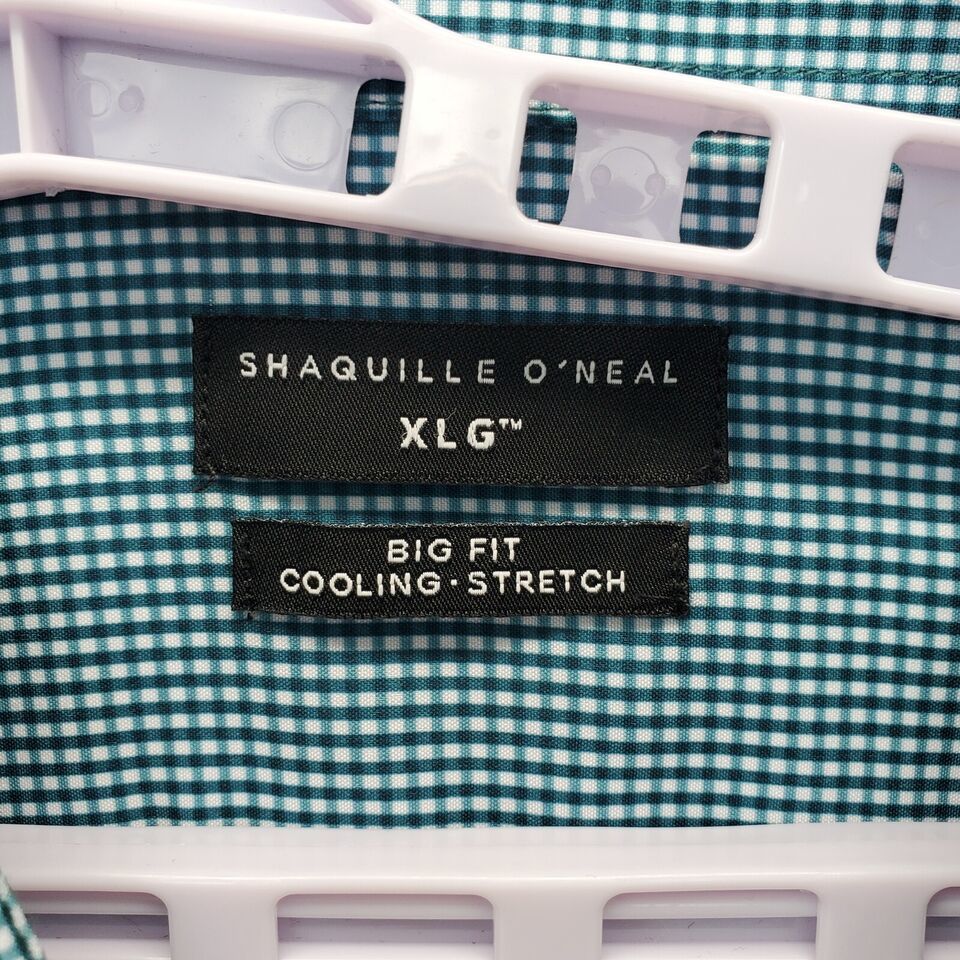 SHAQUILLE O'NEAL
XLG™
BIG FIT
COOLING · STRETCH